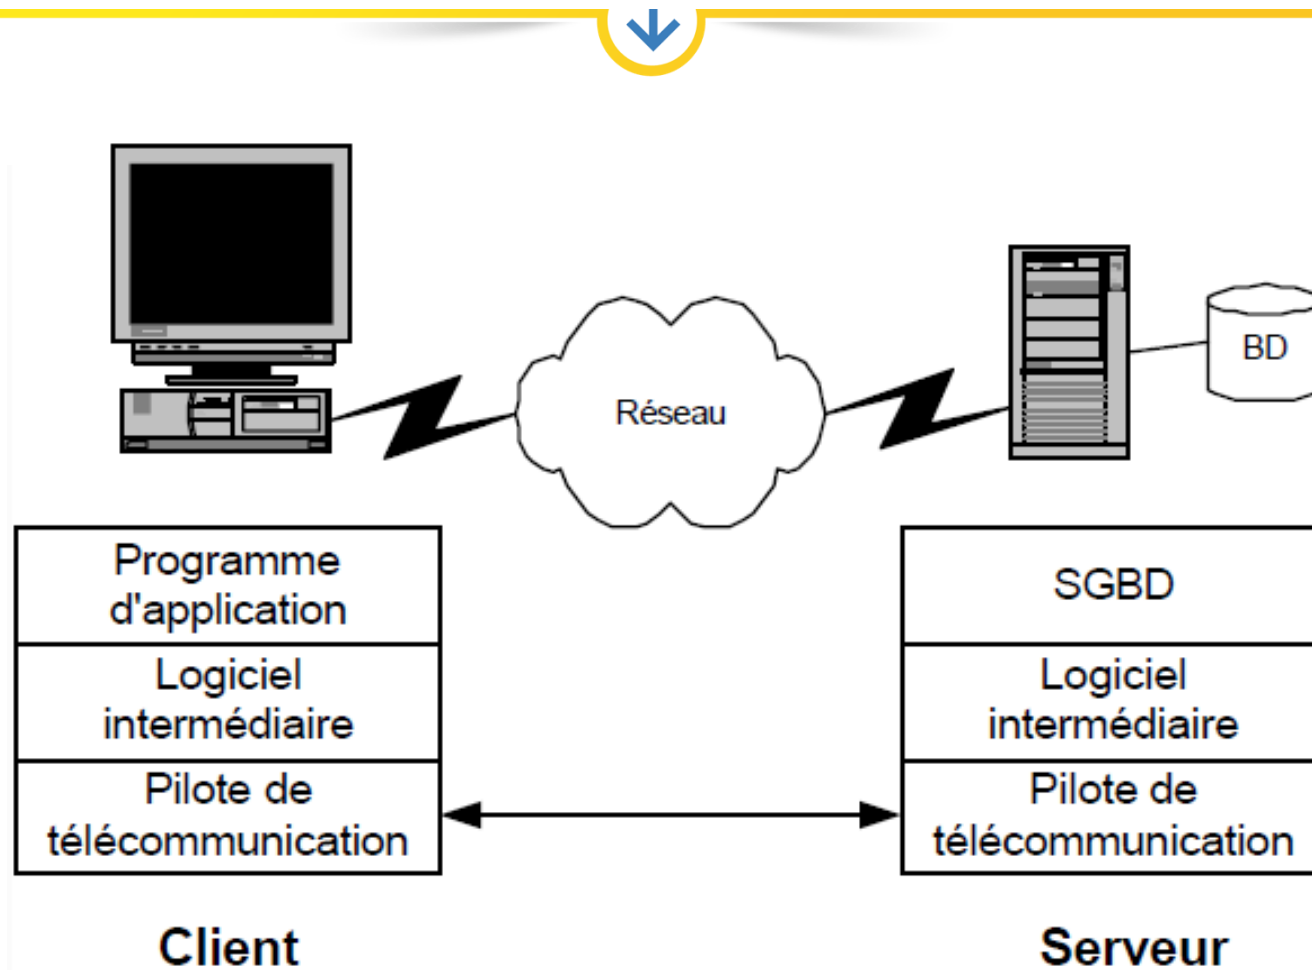 BD
Réseau
Programme
d'application
Logiciel
intermédiaire
Pilote de
télécommunication
Client
SGBD
Logiciel
intermédiaire
Pilote de
télécommunication
Serveur